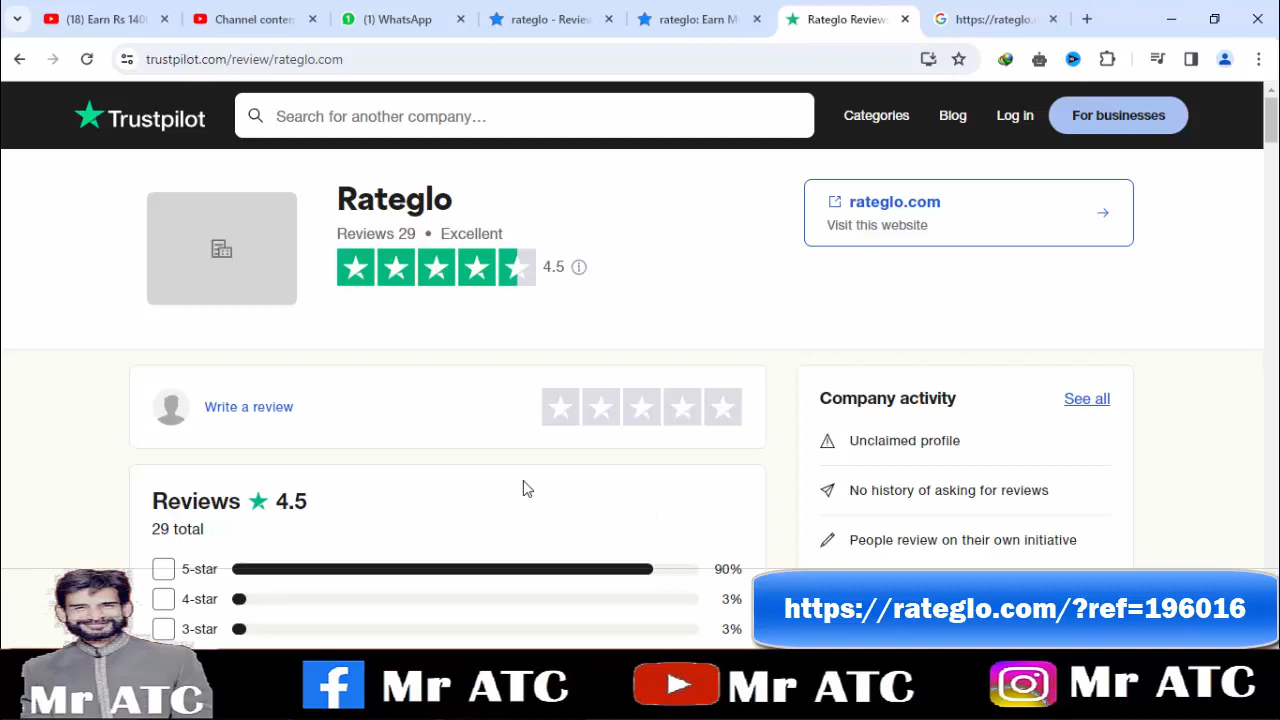 (18) Earn Rs 140
Channel conten
(1) WhatsApp
rateglo - Review
rateglo: Earn M
Rateglo Reviews
https://rateglo.c
trustpilot.com/review/rateglo.com
Trustpilot
Search for another company…
Categories
Blog
Log in
For businesses
Rateglo
Reviews 29 • Excellent
4.5
rateglo.com
Visit this website
Write a review
Company activity
See all
Unclaimed profile
No history of asking for reviews
People review on their own initiative
Reviews 4.5
29 total
5-star 90%
4-star 3%
3-star 3%
https://rateglo.com/?ref=196016
Mr ATC
Mr ATC
Mr ATC
Mr ATC